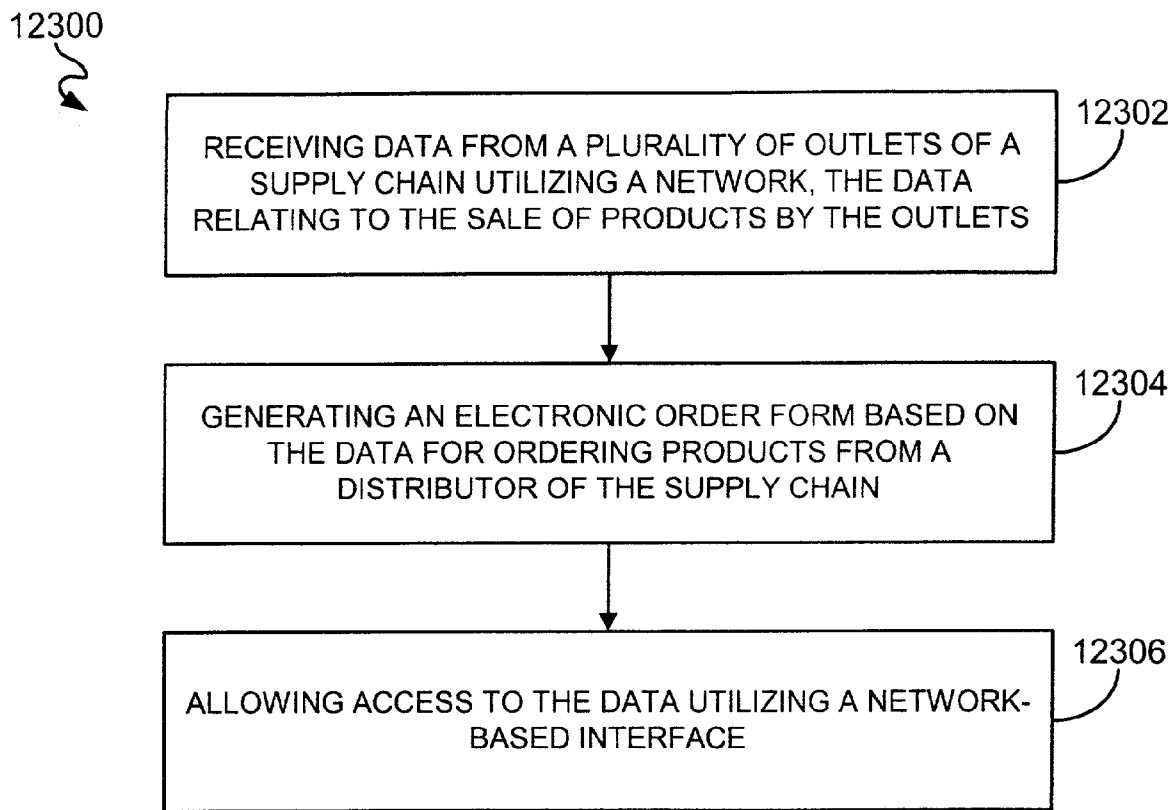 12300
12302
RECEIVING DATA FROM A PLURALITY OF OUTLETS OF A
SUPPLY CHAIN UTILIZING A NETWORK, THE DATA
RELATING TO THE SALE OF PRODUCTS BY THE OUTLETS
12304
GENERATING AN ELECTRONIC ORDER FORM BASED ON
THE DATA FOR ORDERING PRODUCTS FROM A
DISTRIBUTOR OF THE SUPPLY CHAIN
12306
ALLOWING ACCESS TO THE DATA UTILIZING A NETWORK-
BASED INTERFACE